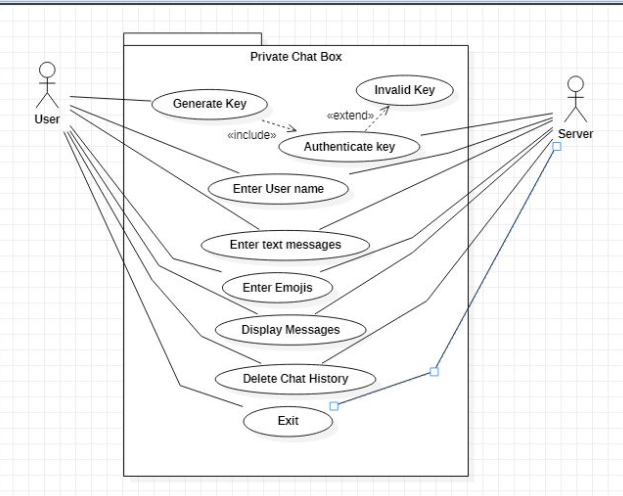 Private Chat Box
Generate Key
Invalid Key
User
«extend»
Server
«include»
Authenticate key
Enter User name
Enter text messages
Enter Emojis
Display Messages
Delete Chat History
Exit